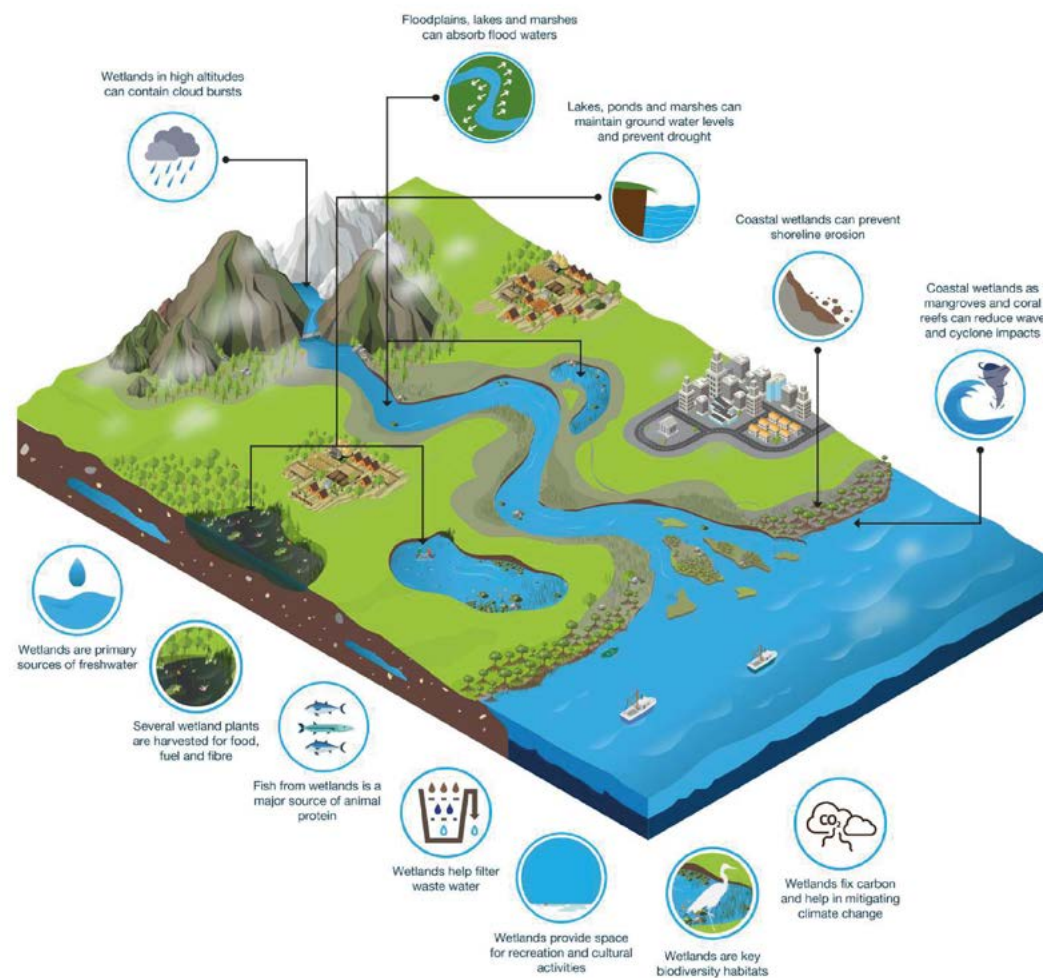 Floodplains, lakes and marshes
can absorb flood waters
Wetlands in high altitudes
can contain cloud bursts
Lakes, ponds and marshes can
maintain ground water levels
and prevent drought
Coastal wetlands can prevent
shoreline erosion
Coastal wetlands as
mangroves and coral
reefs can reduce wave
and cyclone impacts
Wetlands are primary
sources of freshwater
Several wetland plants
are harvested for food,
fuel and fibre
Fish from wetlands is a
major source of animal
protein
Wetlands help filter
waste water
Wetlands provide space
for recreation and cultural
activities
Wetlands are key
biodiversity habitats
CO2
Wetlands fix carbon
and help in mitigating
climate change